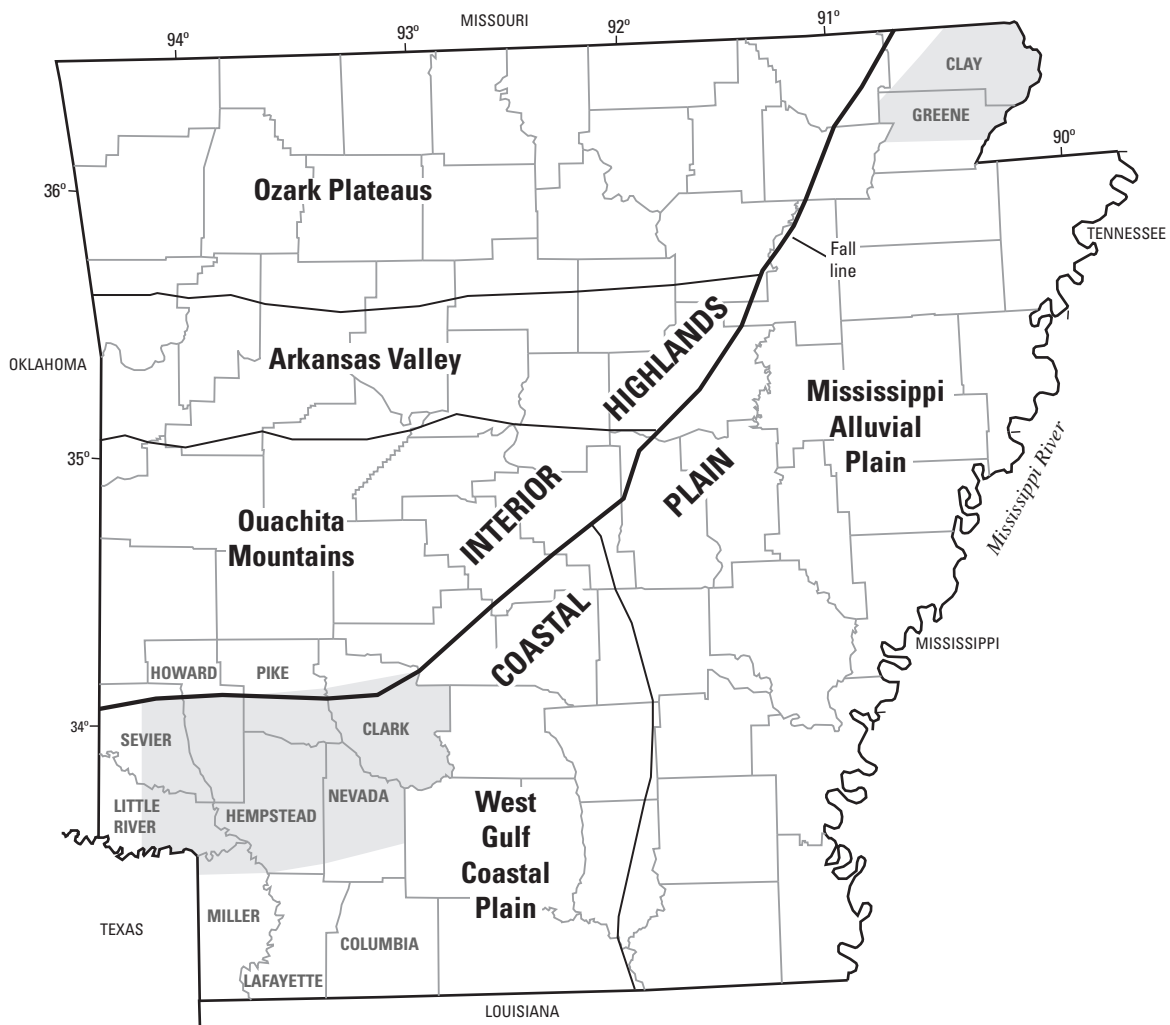 MISSOURI
94º
93º
92º
91º
CLAY
GREENE
90º
36º
Ozark Plateaus
TENNESSEE
Fall
line
OKLAHOMA
Arkansas Valley
INTERIOR HIGHLANDS
Mississippi
Alluvial
Plain
35º
COASTAL PLAIN
Mississippi River
Ouachita
Mountains
MISSISSIPPI
HOWARD
PIKE
34º
SEVIER
CLARK
LITTLE
RIVER
HEMPSTEAD
NEVADA
West
Gulf
Coastal
Plain
MILLER
TEXAS
COLUMBIA
LAFAYETTE
LOUISIANA